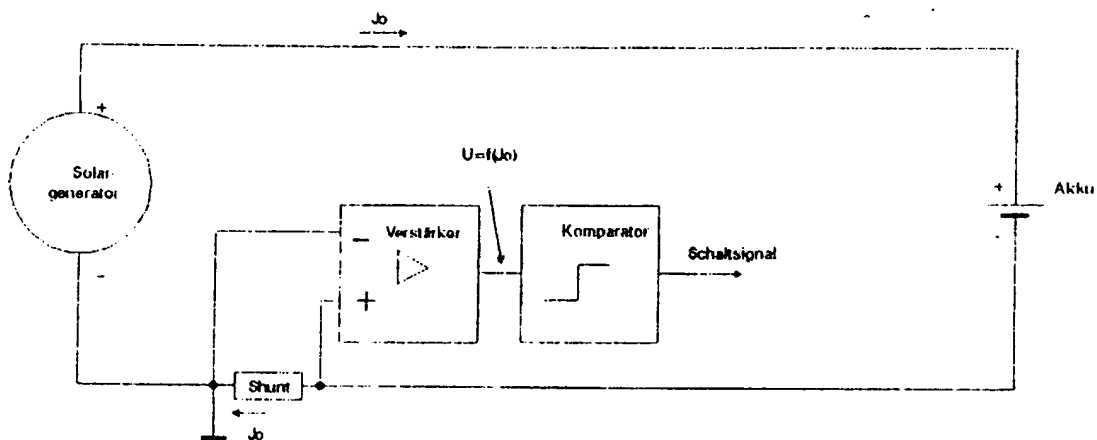 Jo
+
Solar-
generator
-
U=f(Jo)
Verstärker
-
+
Komparator
Schaltsignal
+
Akku
-
Shunt
Jo